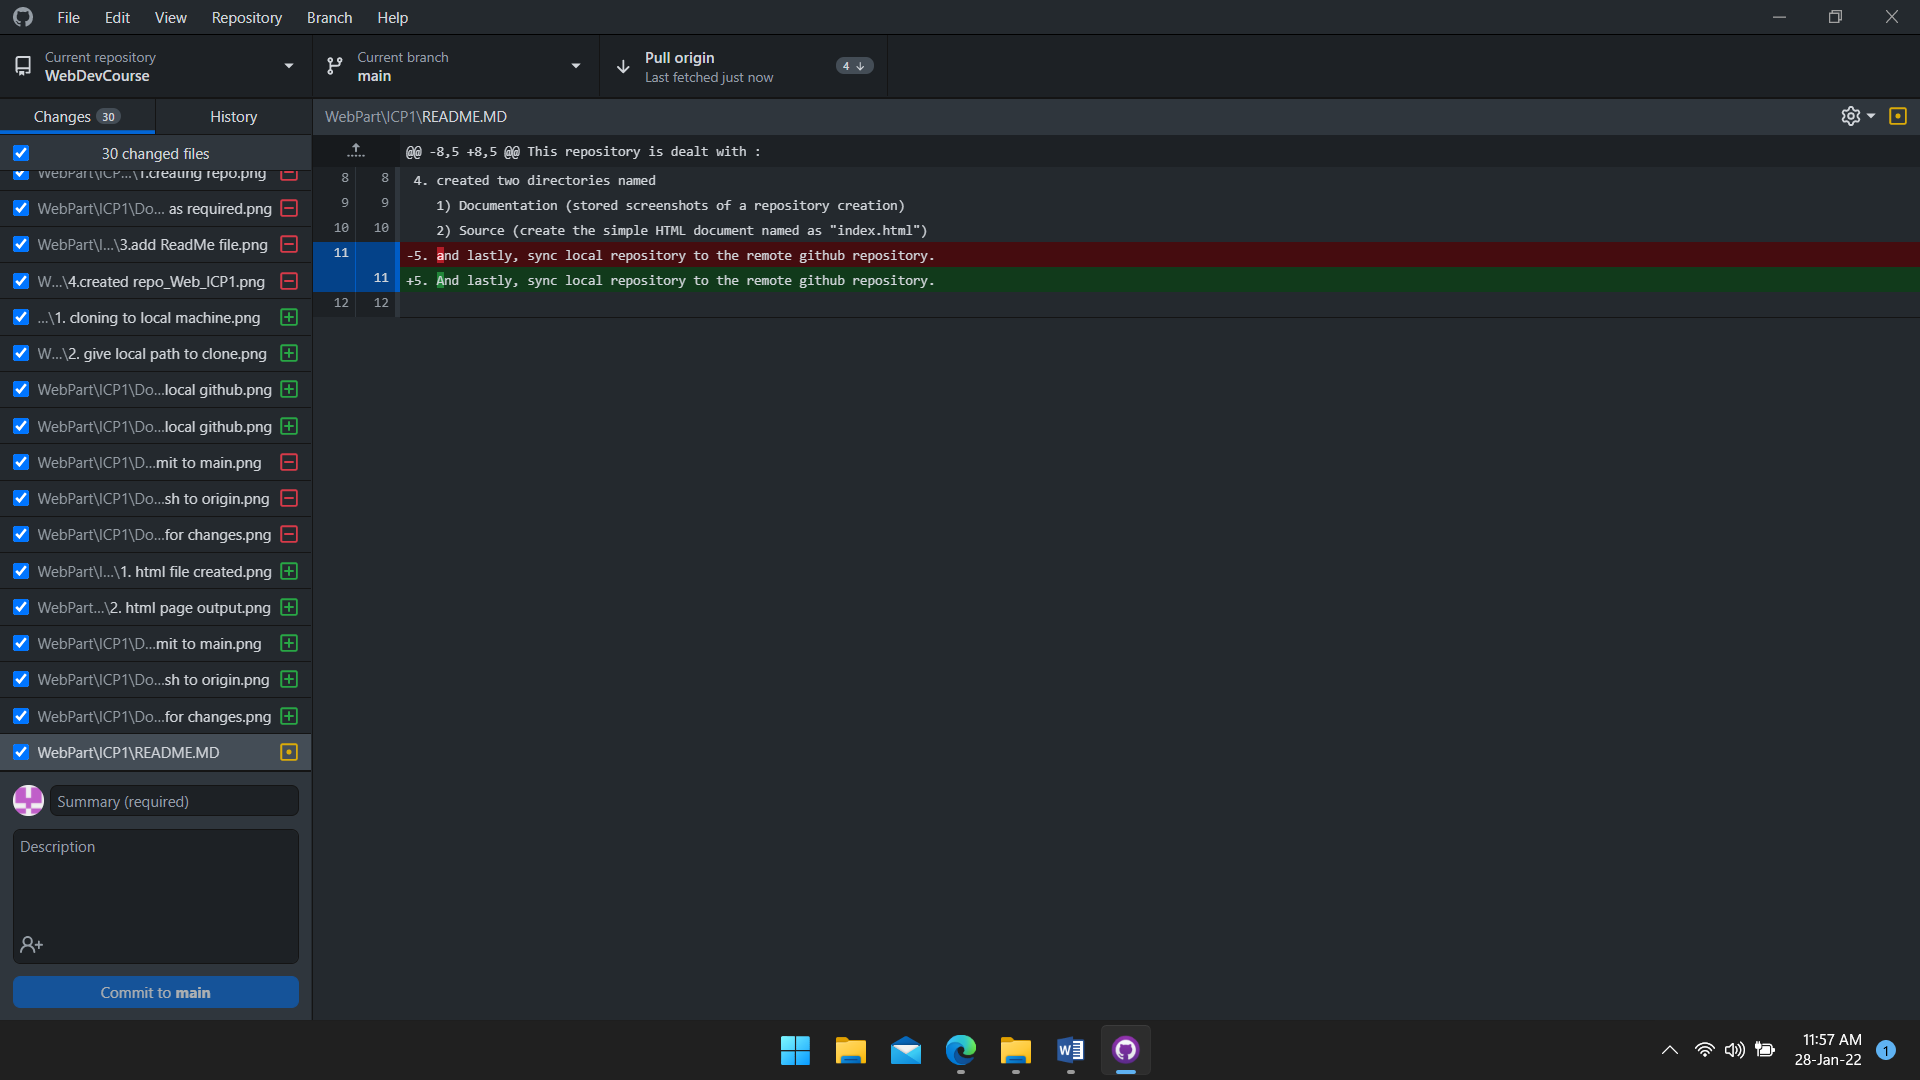 File Edit View Repository Branch Help
Current repository
WebDevCourse
Current branch
main
Pull origin
Last fetched just now
4
Changes 30
History
30 changed files
WebPart\ICP...\1.creating repo.png
WebPart\ICP1\Do... as required.png
WebPart\I...\3.add ReadMe file.png
W...\4.created repo_Web_ICP1.png
...\1. cloning to local machine.png
W...\2. give local path to clone.png
WebPart\ICP1\Do...local github.png
WebPart\ICP1\Do...local github.png
WebPart\ICP1\D...mit to main.png
WebPart\ICP1\Do...sh to origin.png
WebPart\ICP1\Do...for changes.png
WebPart\I...\1. html file created.png
WebPart...\2. html page output.png
WebPart\ICP1\D...mit to main.png
WebPart\ICP1\Do...sh to origin.png
WebPart\ICP1\Do...for changes.png
WebPart\ICP1\README.MD
Summary (required)
Description
Commit to main
WebPart\ICP1\README.MD
@@ -8,5 +8,5 @@ This repository is dealt with :
8 8 4. created two directories named
9 9 1) Documentation (stored screenshots of a repository creation)
10 10 2) Source (create the simple HTML document named as "index.html")
11 -5. and lastly, sync local repository to the remote github repository.
11 +5. And lastly, sync local repository to the remote github repository.
12 12
W
11:57 AM
28-Jan-22
1